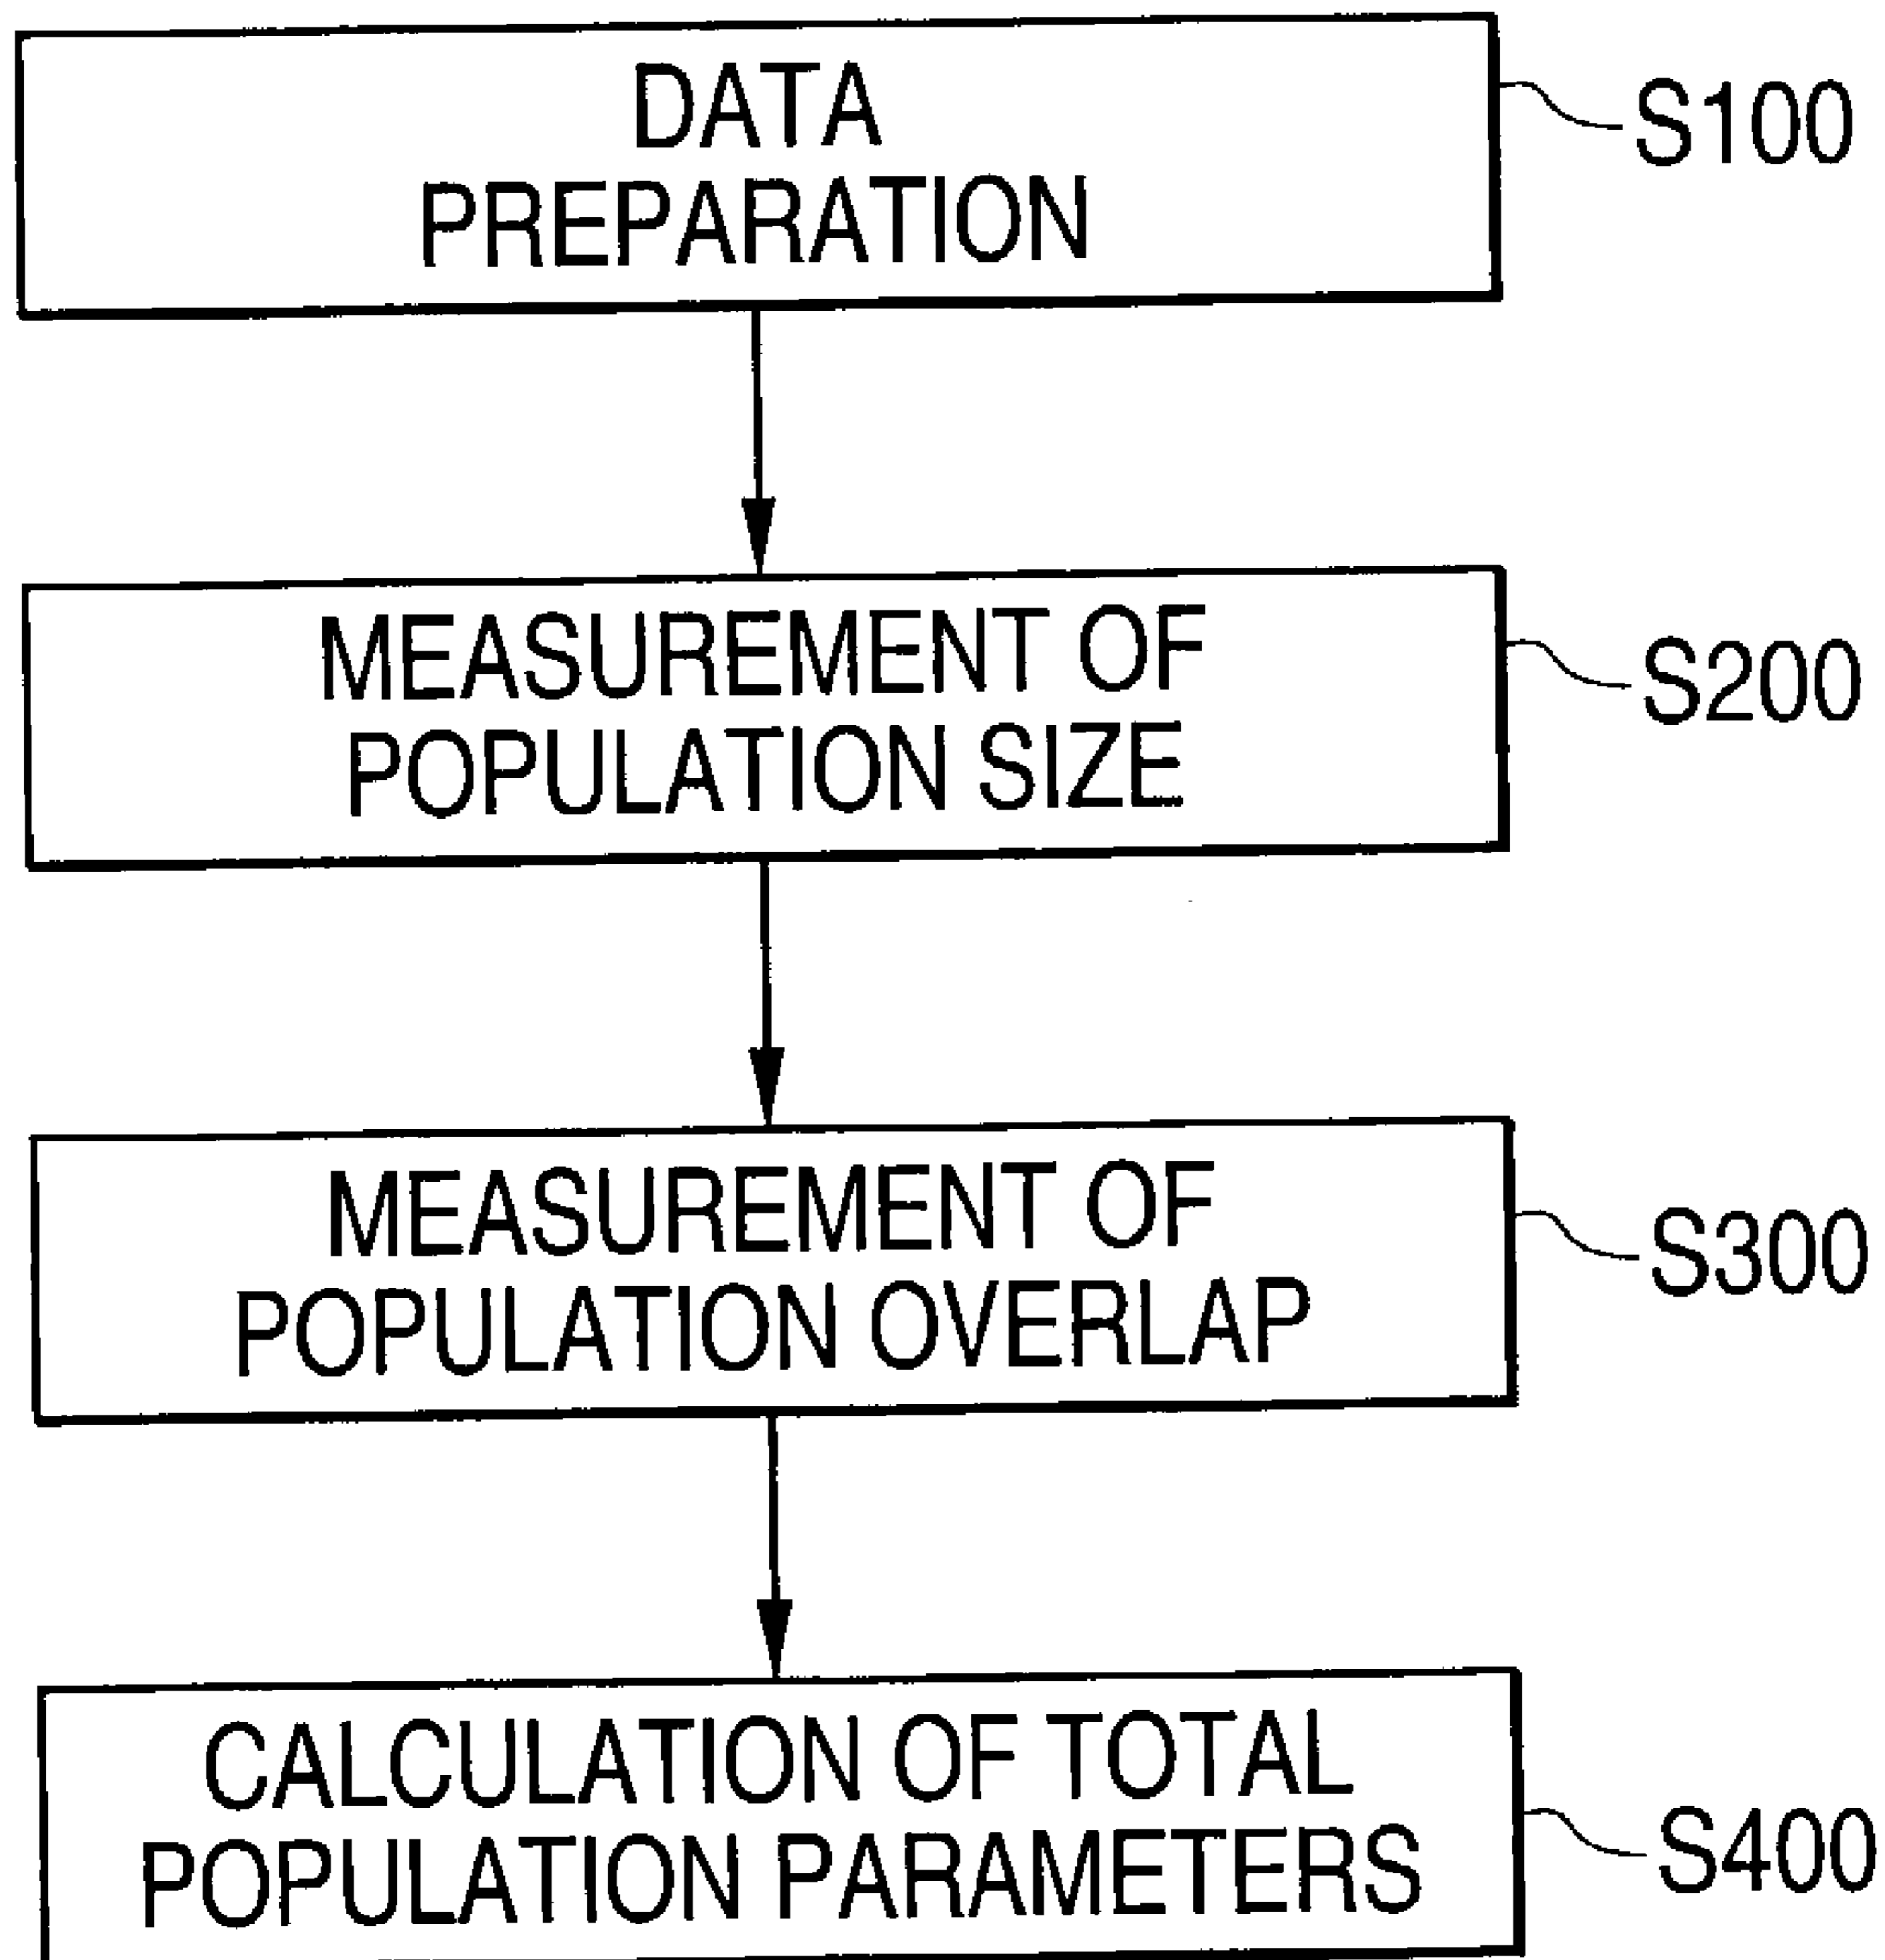 DATA
PREPARATION
S100
MEASUREMENT OF
POPULATION SIZE
S200
MEASUREMENT OF
POPULATION OVERLAP
S300
CALCULATION OF TOTAL
POPULATION PARAMETERS
S400